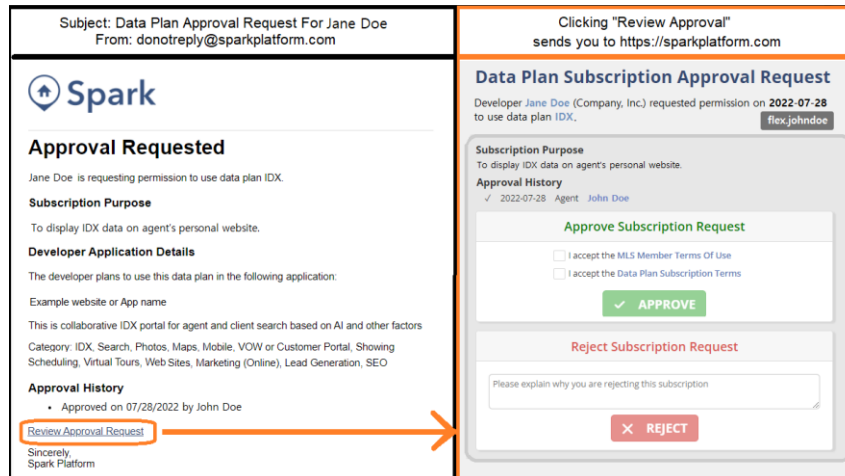 Subject: Data Plan Approval Request For Jane Doe
From: donotreply@sparkplatform.com
Spark
Approval Requested
Jane Doe is requesting permission to use data plan IDX.
Subscription Purpose
To display IDX data on agent's personal website.
Developer Application Details
The developer plans to use this data plan in the following application:
Example website or App name
This is collaborative IDX portal for agent and client search based on AI and other factors
Category: IDX, Search, Photos, Maps, Mobile, VOW or Customer Portal, Showing
Scheduling, Virtual Tours, Web Sites, Marketing (Online), Lead Generation, SEO
Approval History
• Approved on 07/28/2022 by John Doe
Review Approval Request
Sincerely,
Spark Platform
Clicking "Review Approval"
sends you to https://sparkplatform.com
Data Plan Subscription Approval Request
Developer Jane Doe (Company, Inc.) requested permission on 2022-07-28
to use data plan IDX.
flex.johndoe
Subscription Purpose
To display IDX data on agent's personal website.
Approval History
✓ 2022-07-28 Agent John Doe
Approve Subscription Request
I accept the MLS Member Terms Of Use
I accept the Data Plan Subscription Terms
✓ APPROVE
Reject Subscription Request
Please explain why you are rejecting this subscription
✕ REJECT